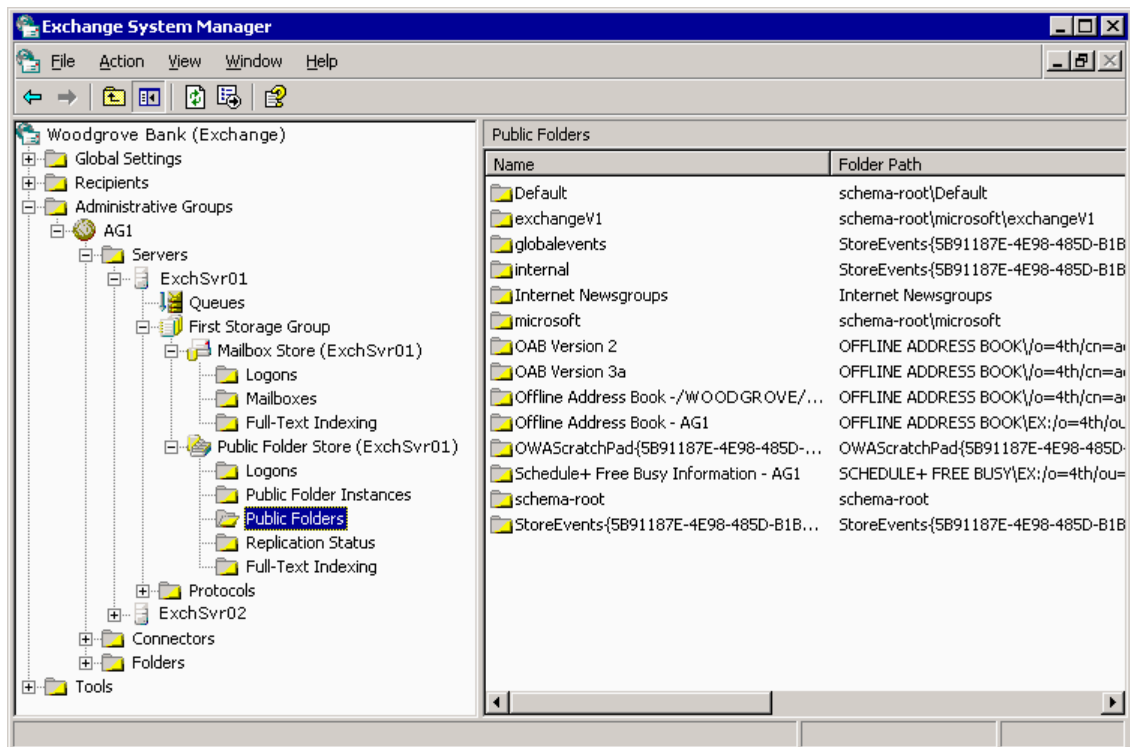 Exchange System Manager
File Action View Window Help
Woodgrove Bank (Exchange)
Global Settings
Recipients
Administrative Groups
AG1
Servers
ExchSvr01
Queues
First Storage Group
Mailbox Store (ExchSvr01)
Logons
Mailboxes
Full-Text Indexing
Public Folder Store (ExchSvr01)
Logons
Public Folder Instances
Public Folders
Replication Status
Full-Text Indexing
Protocols
ExchSvr02
Connectors
Folders
Tools
Public Folders
Name Folder Path
Default schema-root\Default
exchangeV1 schema-root\microsoft\exchangeV1
globalevents StoreEvents{5B91187E-4E98-485D-B1B
internal StoreEvents{5B91187E-4E98-485D-B1B
Internet Newsgroups Internet Newsgroups
microsoft schema-root\microsoft
OAB Version 2 OFFLINE ADDRESS BOOK\/o=4th/cn=a
OAB Version 3a OFFLINE ADDRESS BOOK\/o=4th/cn=a
Offline Address Book -/WOODGROVE/... OFFLINE ADDRESS BOOK\/o=4th/cn=a
Offline Address Book - AG1 OFFLINE ADDRESS BOOK\EX:/o=4th/ou
OWAScratchPad{5B91187E-4E98-485D-... OWAScratchPad{5B91187E-4E98-485D-
Schedule+ Free Busy Information - AG1 SCHEDULE+ FREE BUSY\EX:/o=4th/ou=
schema-root schema-root
StoreEvents{5B91187E-4E98-485D-B1B... StoreEvents{5B91187E-4E98-485D-B1B